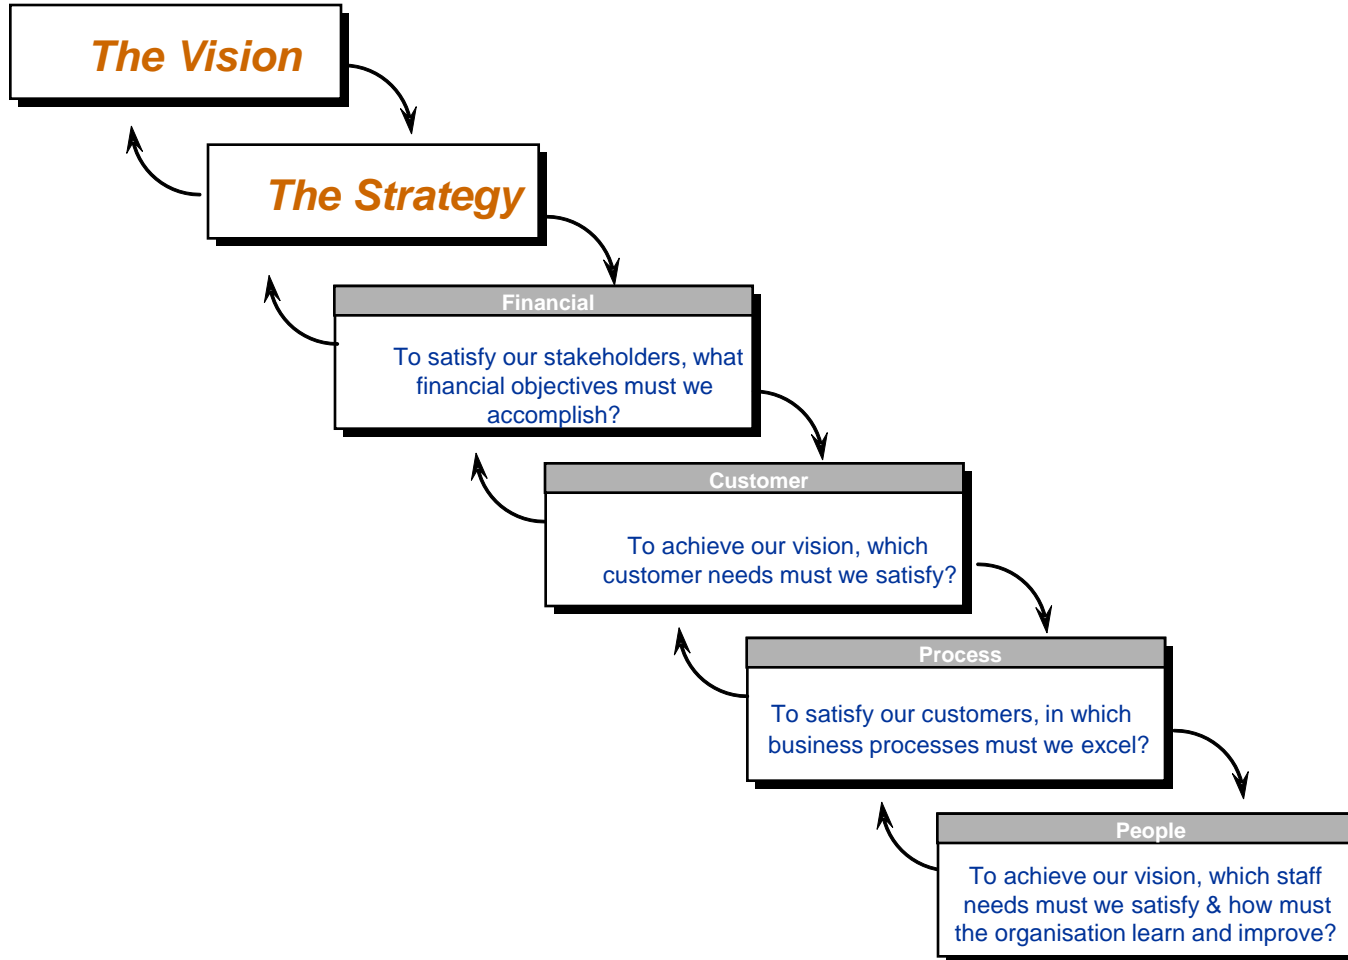 The Vision
The Strategy
Financial
To satisfy our stakeholders, what
financial objectives must we
accomplish?
Customer
To achieve our vision, which
customer needs must we satisfy?
Process
To satisfy our customers, in which
business processes must we excel?
People
To achieve our vision, which staff
needs must we satisfy & how must
the organisation learn and improve?